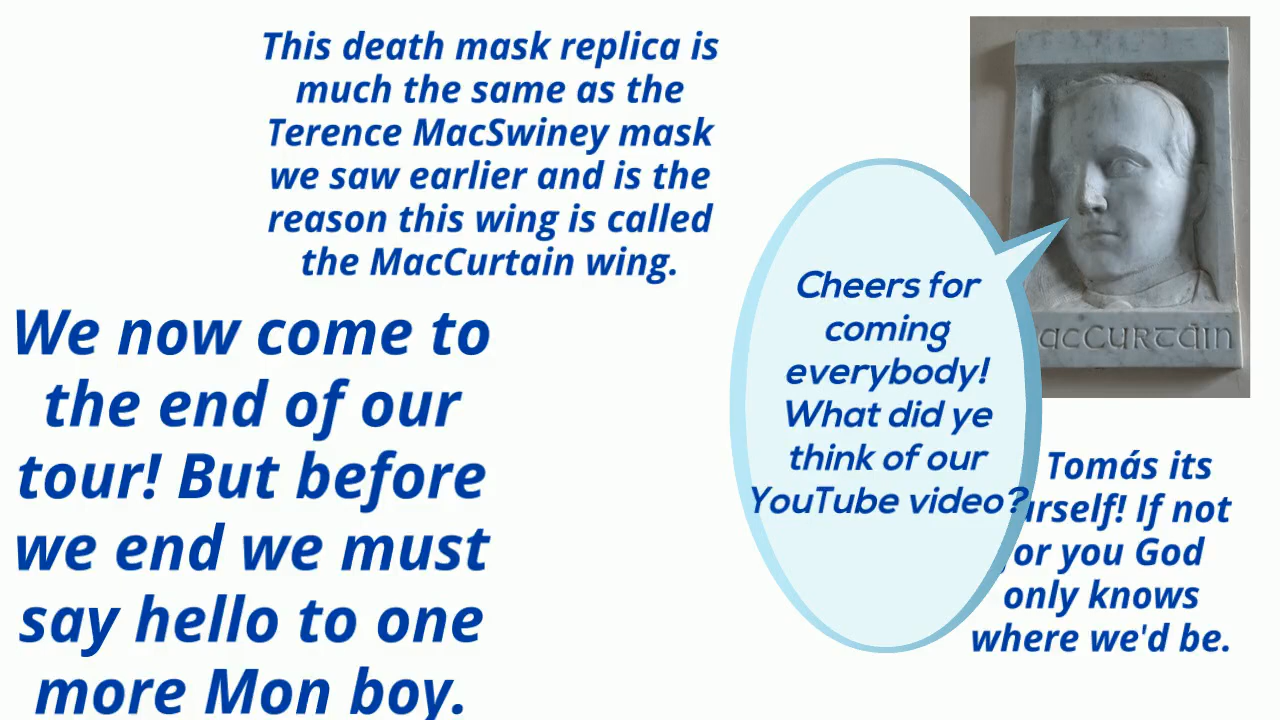 This death mask replica is
much the same as the
Terence MacSwiney mask
we saw earlier and is the
reason this wing is called
the MacCurtain wing.
We now come to
the end of our
tour! But before
we end we must
say hello to one
more Mon boy.
Cheers for
coming
everybody!
What did ye
think of our
YouTube video?
Tomás its
If not
you God
only knows
where we'd be.